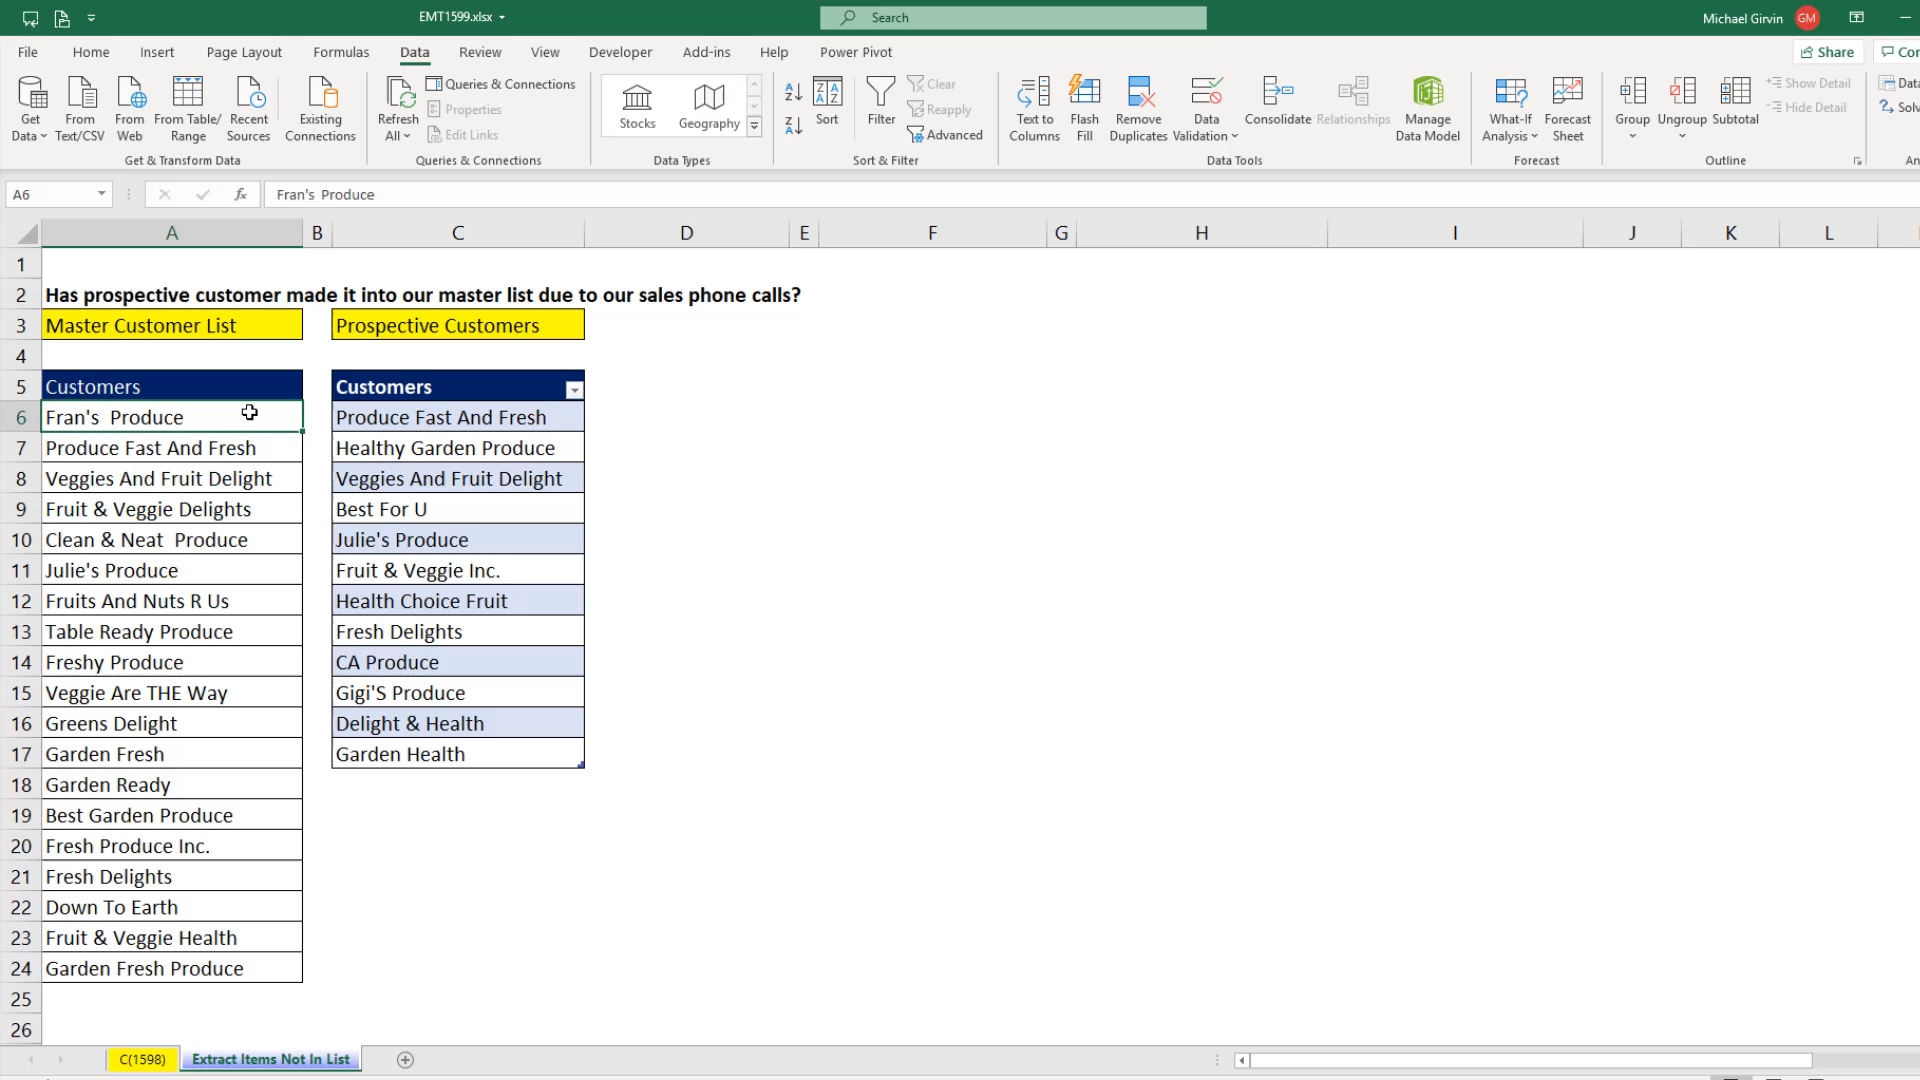 EMT1599.xlsx
Search
Michael Girvin GM
File Home Insert Page Layout Formulas Data Review View Developer Add-ins Help Power Pivot
Share
Get Data
From Text/CSV
From Web
From Table/ Range
Recent Sources
Existing Connections
Get & Transform Data
Refresh All
Queries & Connections
Properties
Edit Links
Queries & Connections
Stocks
Geography
Data Types
Sort
Filter
Clear
Reapply
Advanced
Sort & Filter
Text to Columns
Flash Fill
Remove Duplicates
Data Validation
Consolidate
Relationships
Manage Data Model
Data Tools
What-If Analysis
Forecast Sheet
Forecast
Group
Ungroup
Subtotal
Show Detail
Hide Detail
Outline
A6 fx Fran's  Produce
A B C D E F G H I J K L
1
2 Has prospective customer made it into our master list due to our sales phone calls?
3 Master Customer List Prospective Customers
4
5 Customers Customers
6 Fran's  Produce Produce Fast And Fresh
7 Produce Fast And Fresh Healthy Garden Produce
8 Veggies And Fruit Delight Veggies And Fruit Delight
9 Fruit & Veggie Delights Best For U
10 Clean & Neat  Produce Julie's Produce
11 Julie's Produce Fruit & Veggie Inc.
12 Fruits And Nuts R Us Health Choice Fruit
13 Table Ready Produce Fresh Delights
14 Freshy Produce CA Produce
15 Veggie Are THE Way Gigi'S Produce
16 Greens Delight Delight & Health
17 Garden Fresh Garden Health
18 Garden Ready
19 Best Garden Produce
20 Fresh Produce Inc.
21 Fresh Delights
22 Down To Earth
23 Fruit & Veggie Health
24 Garden Fresh Produce
25
26
C(1598) Extract Items Not In List